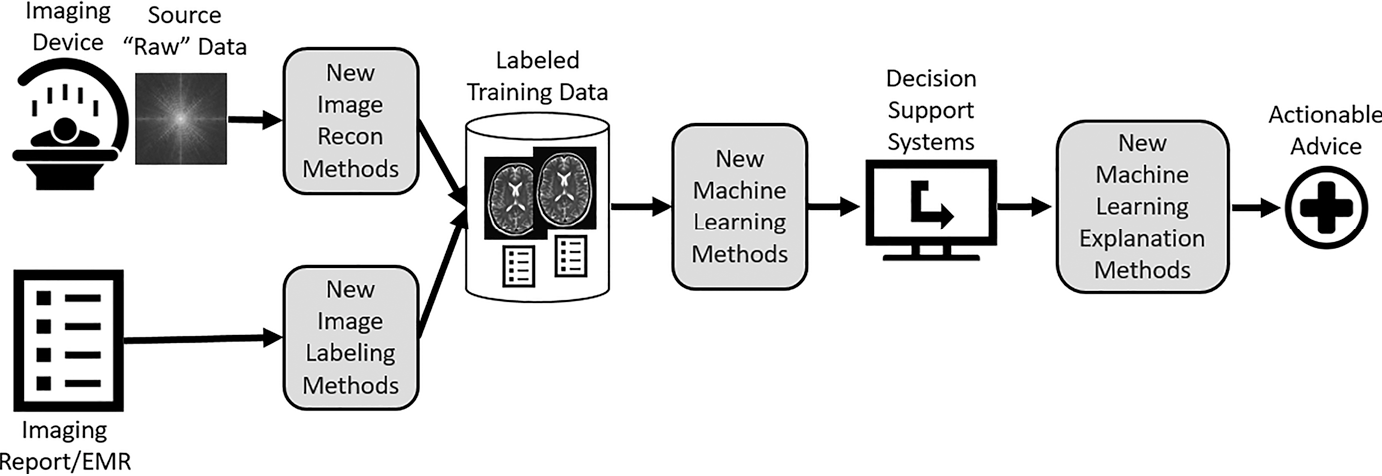 Imaging
Device
Source
“Raw” Data
New
Image
Recon
Methods
Imaging
Report/EMR
New
Image
Labeling
Methods
Labeled
Training Data
New
Machine
Learning
Methods
Decision
Support
Systems
New
Machine
Learning
Explanation
Methods
Actionable
Advice